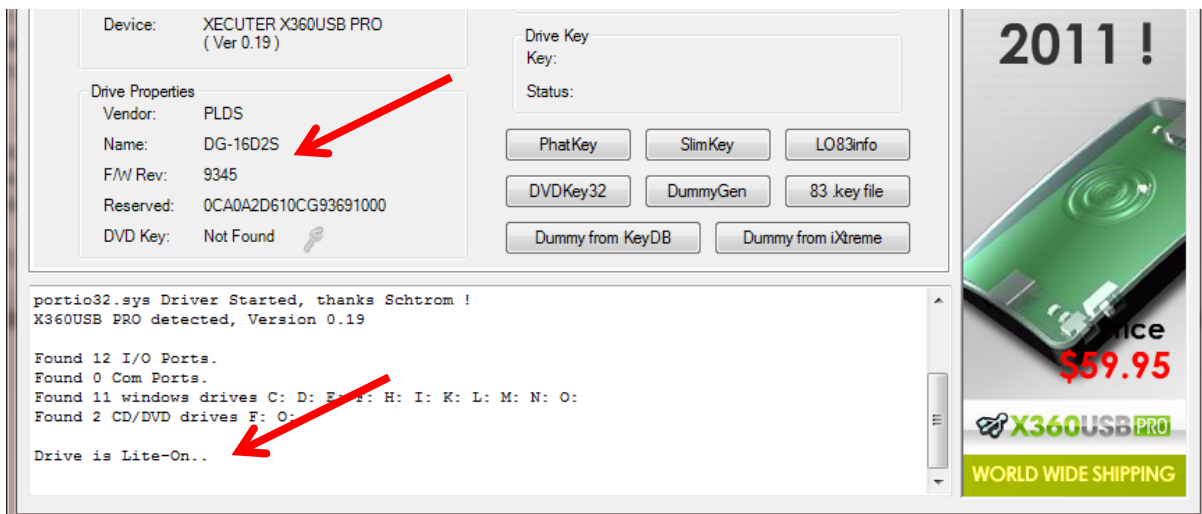 Device: XECUTER X360USB PRO
( Ver 0.19 )
Drive Properties
Vendor: PLDS
Name: DG-16D2S
F/W Rev: 9345
Reserved: 0CA0A2D610CG93691000
DVD Key: Not Found
Drive Key
Key:
Status:
PhatKey SlimKey LO83info
DVDKey32 DummyGen 83 .key file
Dummy from KeyDB Dummy from iXtreme
portio32.sys Driver Started, thanks Schtrom !
X360USB PRO detected, Version 0.19
Found 12 I/O Ports.
Found 0 Com Ports.
Found 11 windows drives C: D: E: F: H: I: K: L: M: N: O:
Found 2 CD/DVD drives F: O:
Drive is Lite-On..
2011 !
$59.95
X360USB PRO
WORLD WIDE SHIPPING